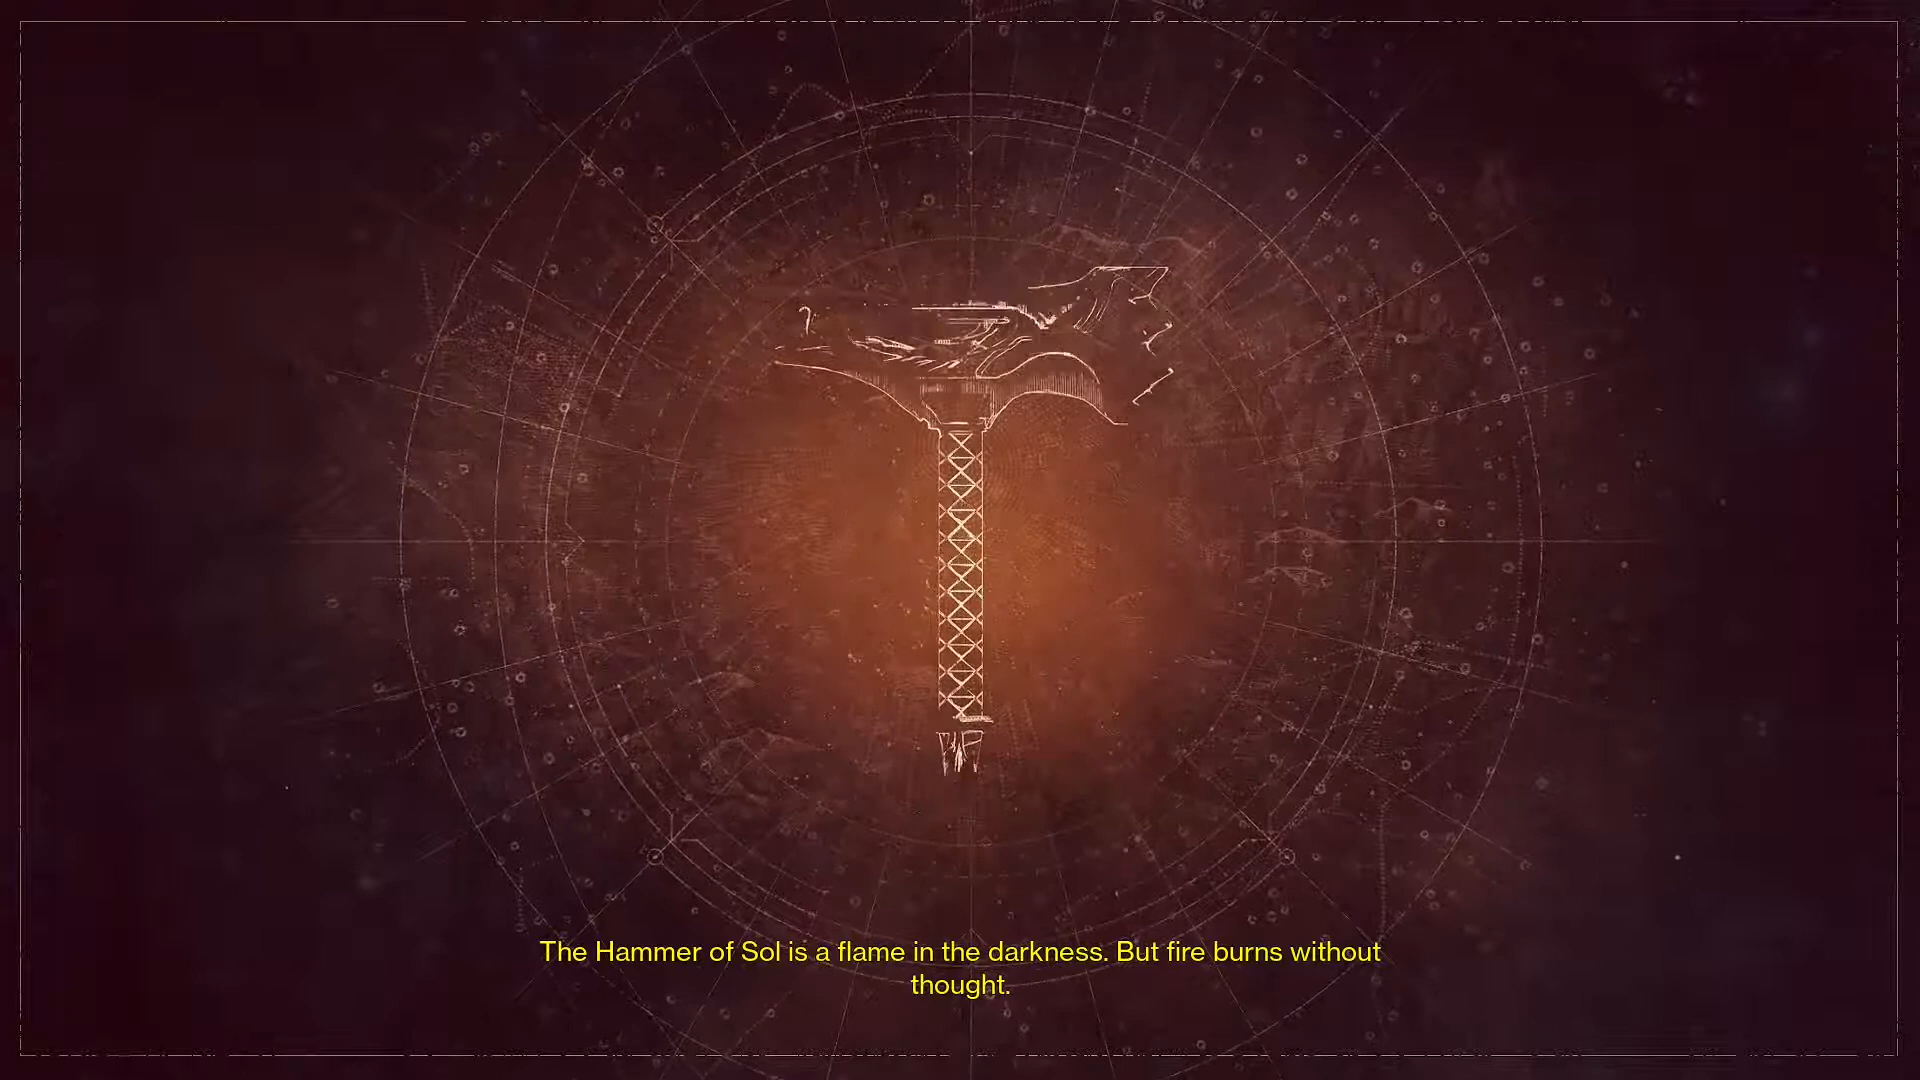 The Hammer of Sol is a flame in the darkness. But fire burns without
thought.